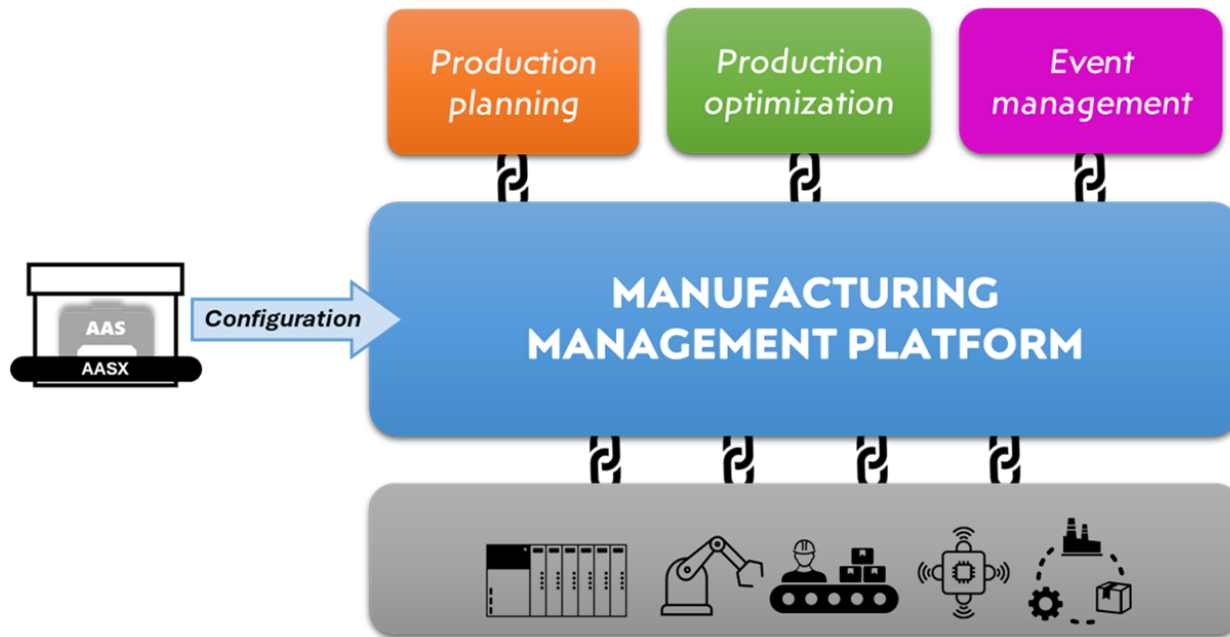 Production
planning
Production
optimization
Event
management
AAS
AASX
Configuration
MANUFACTURING
MANAGEMENT PLATFORM